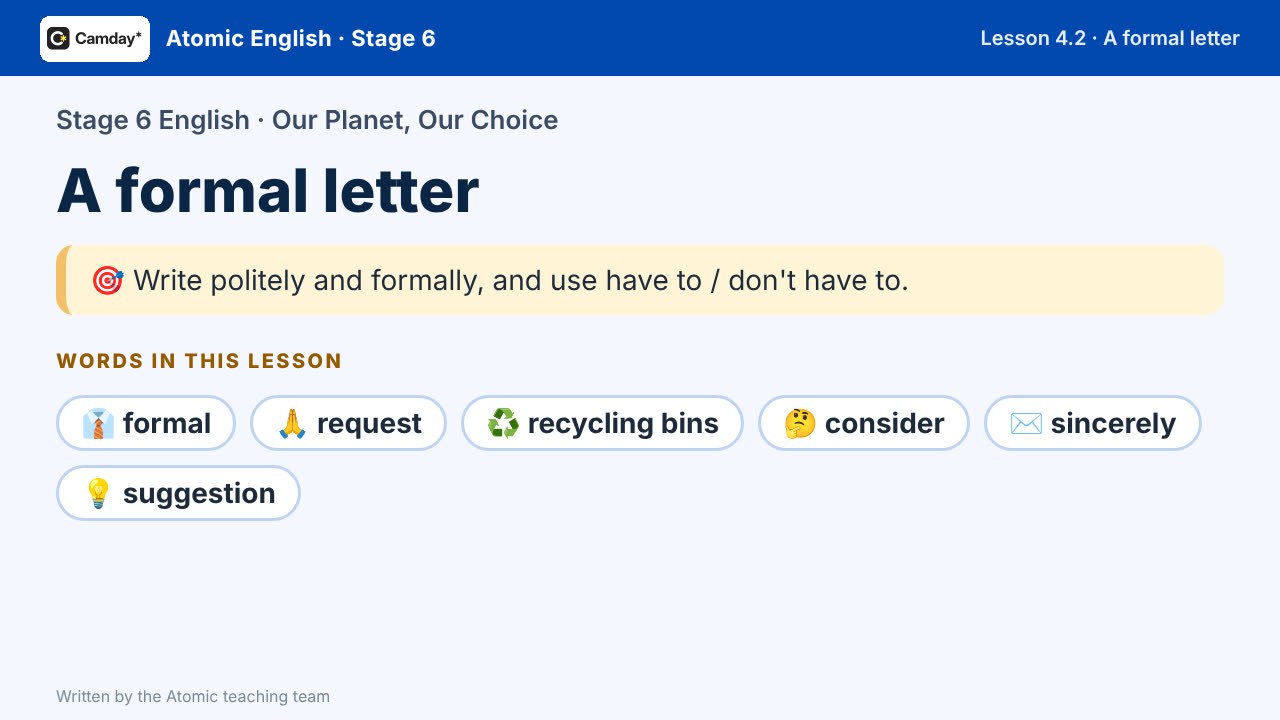 Camday*
Atomic English · Stage 6
Lesson 4.2 · A formal letter
Stage 6 English · Our Planet, Our Choice
A formal letter
🎯 Write politely and formally, and use have to / don't have to.
WORDS IN THIS LESSON
👔 formal
🙏 request
♻️ recycling bins
🤔 consider
✉️ sincerely
💡 suggestion
Written by the Atomic teaching team